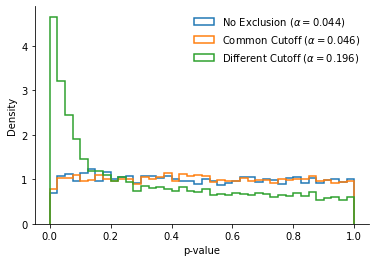 No Exclusion (α = 0.044)
Common Cutoff (α = 0.046)
Different Cutoff (α = 0.196)
Density
4
3
2
1
0
0.0 0.2 0.4 0.6 0.8 1.0
p-value